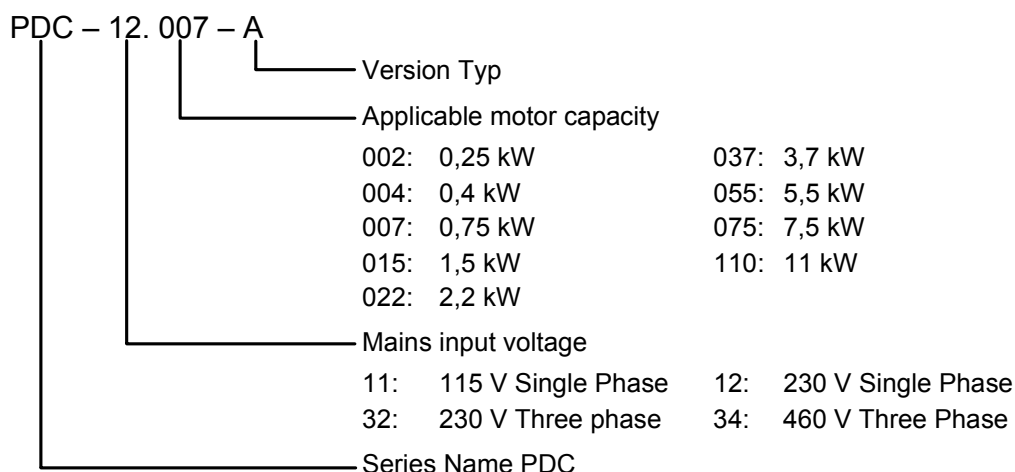 PDC – 12. 007 – A
Version Typ
Applicable motor capacity
002: 0,25 kW 037: 3,7 kW
004: 0,4 kW 055: 5,5 kW
007: 0,75 kW 075: 7,5 kW
015: 1,5 kW 110: 11 kW
022: 2,2 kW
Mains input voltage
11: 115 V Single Phase 12: 230 V Single Phase
32: 230 V Three phase 34: 460 V Three Phase
Series Name PDC